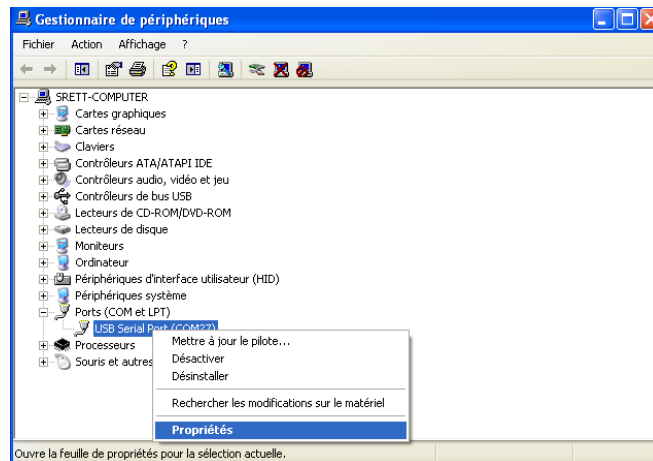 Gestionnaire de périphériques
Fichier Action Affichage ?
SRETT-COMPUTER
Cartes graphiques
Cartes réseau
Claviers
Contrôleurs ATA/ATAPI IDE
Contrôleurs audio, vidéo et jeu
Contrôleurs de bus USB
Lecteurs de CD-ROM/DVD-ROM
Lecteurs de disque
Moniteurs
Ordinateur
Périphériques d'interface utilisateur (HID)
Périphériques système
Ports (COM et LPT)
USB Serial Port (COM27)
Processeurs
Souris et autres
Mettre à jour le pilote...
Désactiver
Désinstaller
Rechercher les modifications sur le matériel
Propriétés
Ouvre la feuille de propriétés pour la sélection actuelle.